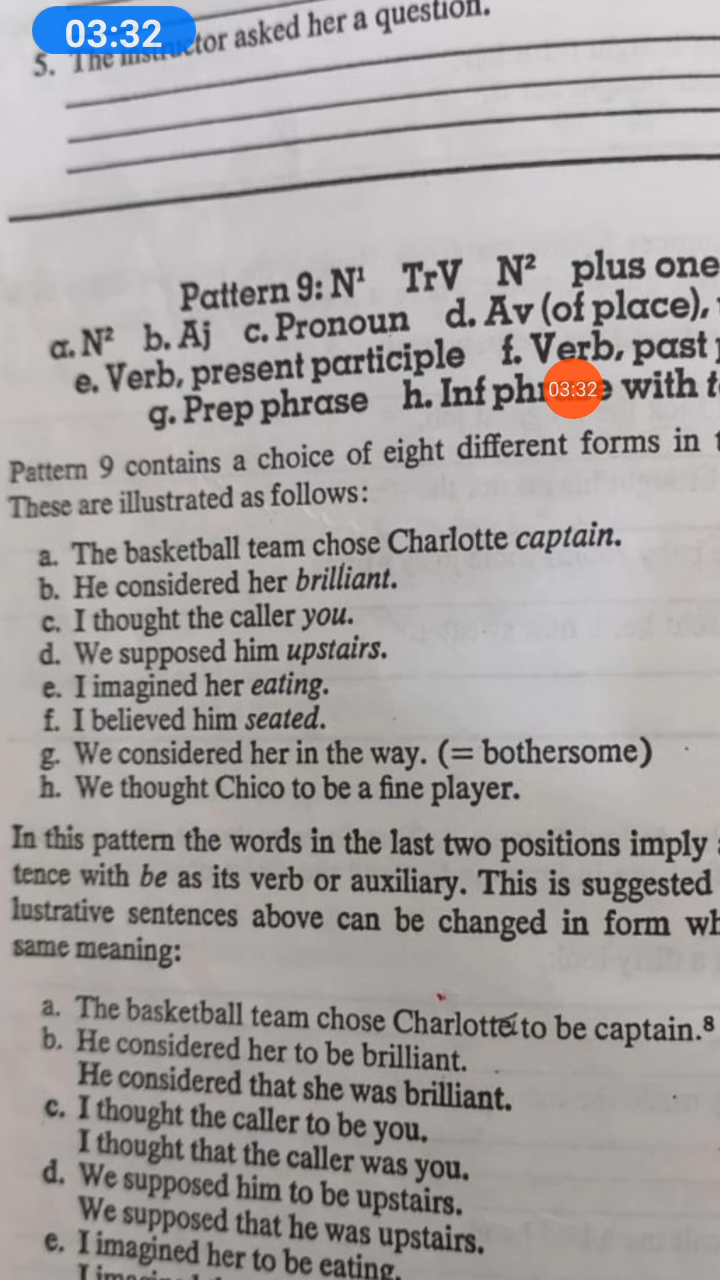 03:32
5. The instructor asked her a question.
Pattern 9: N¹ TrV N² plus one
a. N² b. Aj c. Pronoun d. Av (of place),
e. Verb, present participle f. Verb, past
g. Prep phrase h. Inf with
03:32
Pattern 9 contains a choice of eight different forms in
These are illustrated as follows:
a. The basketball team chose Charlotte captain.
b. He considered her brilliant.
c. I thought the caller you.
d. We supposed him upstairs.
e. I imagined her eating.
f. I believed him seated.
g. We considered her in the way. (= bothersome)
h. We thought Chico to be a fine player.
In this pattern the words in the last two positions imply
tence with be as its verb or auxiliary. This is suggested
lustrative sentences above can be changed in form
same meaning:
a. The basketball team chose Charlotte to be captain.⁸
b. He considered her to be brilliant.
He considered that she was brilliant.
c. I thought the caller to be you.
I thought that the caller was you.
d. We supposed him to be upstairs.
We supposed that he was upstairs.
e. I imagined her to be eating.